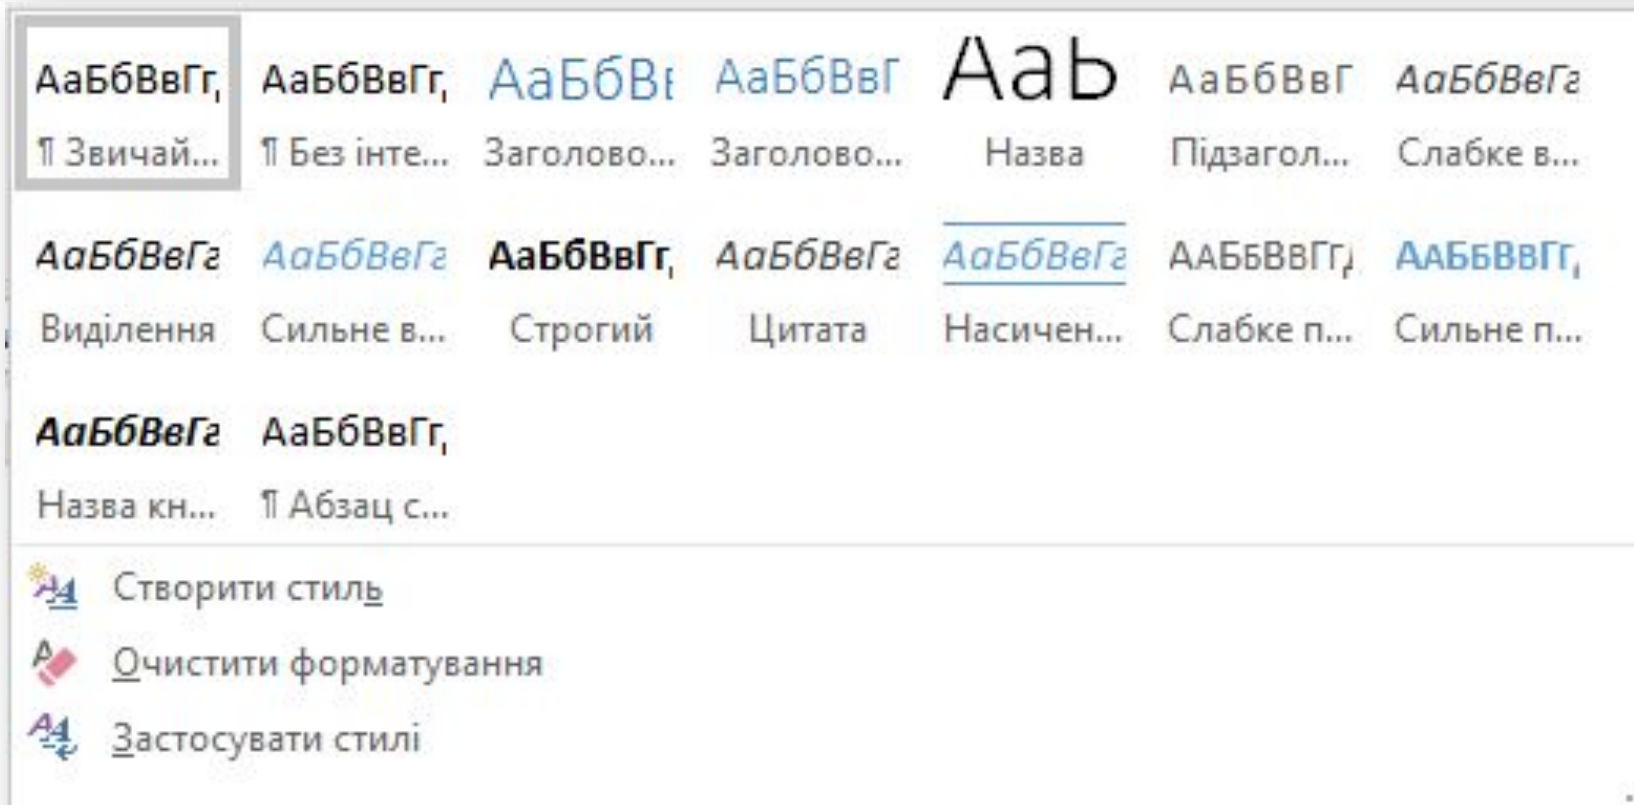 АаБбВвГг, АаБбВвГг, АаБбВı АаБбВвГ Ааb АаБбВвГ АаБбВвГг
¶ Звичай... ¶ Без інте... Заголово... Заголово... Назва Підзагол... Слабке в...
АаБбВвГг АаБбВвГг АаБбВвГг, АаБбВвГг АаБбВвГг ААББВВГГ, ААББВВГГ,
Виділення Сильне в... Строгий Цитата Насичен... Слабке п... Сильне п...
АаБбВвГг АаБбВвГг,
Назва кн... ¶ Абзац с...
Створити стиль
Очистити форматування
Застосувати стилі